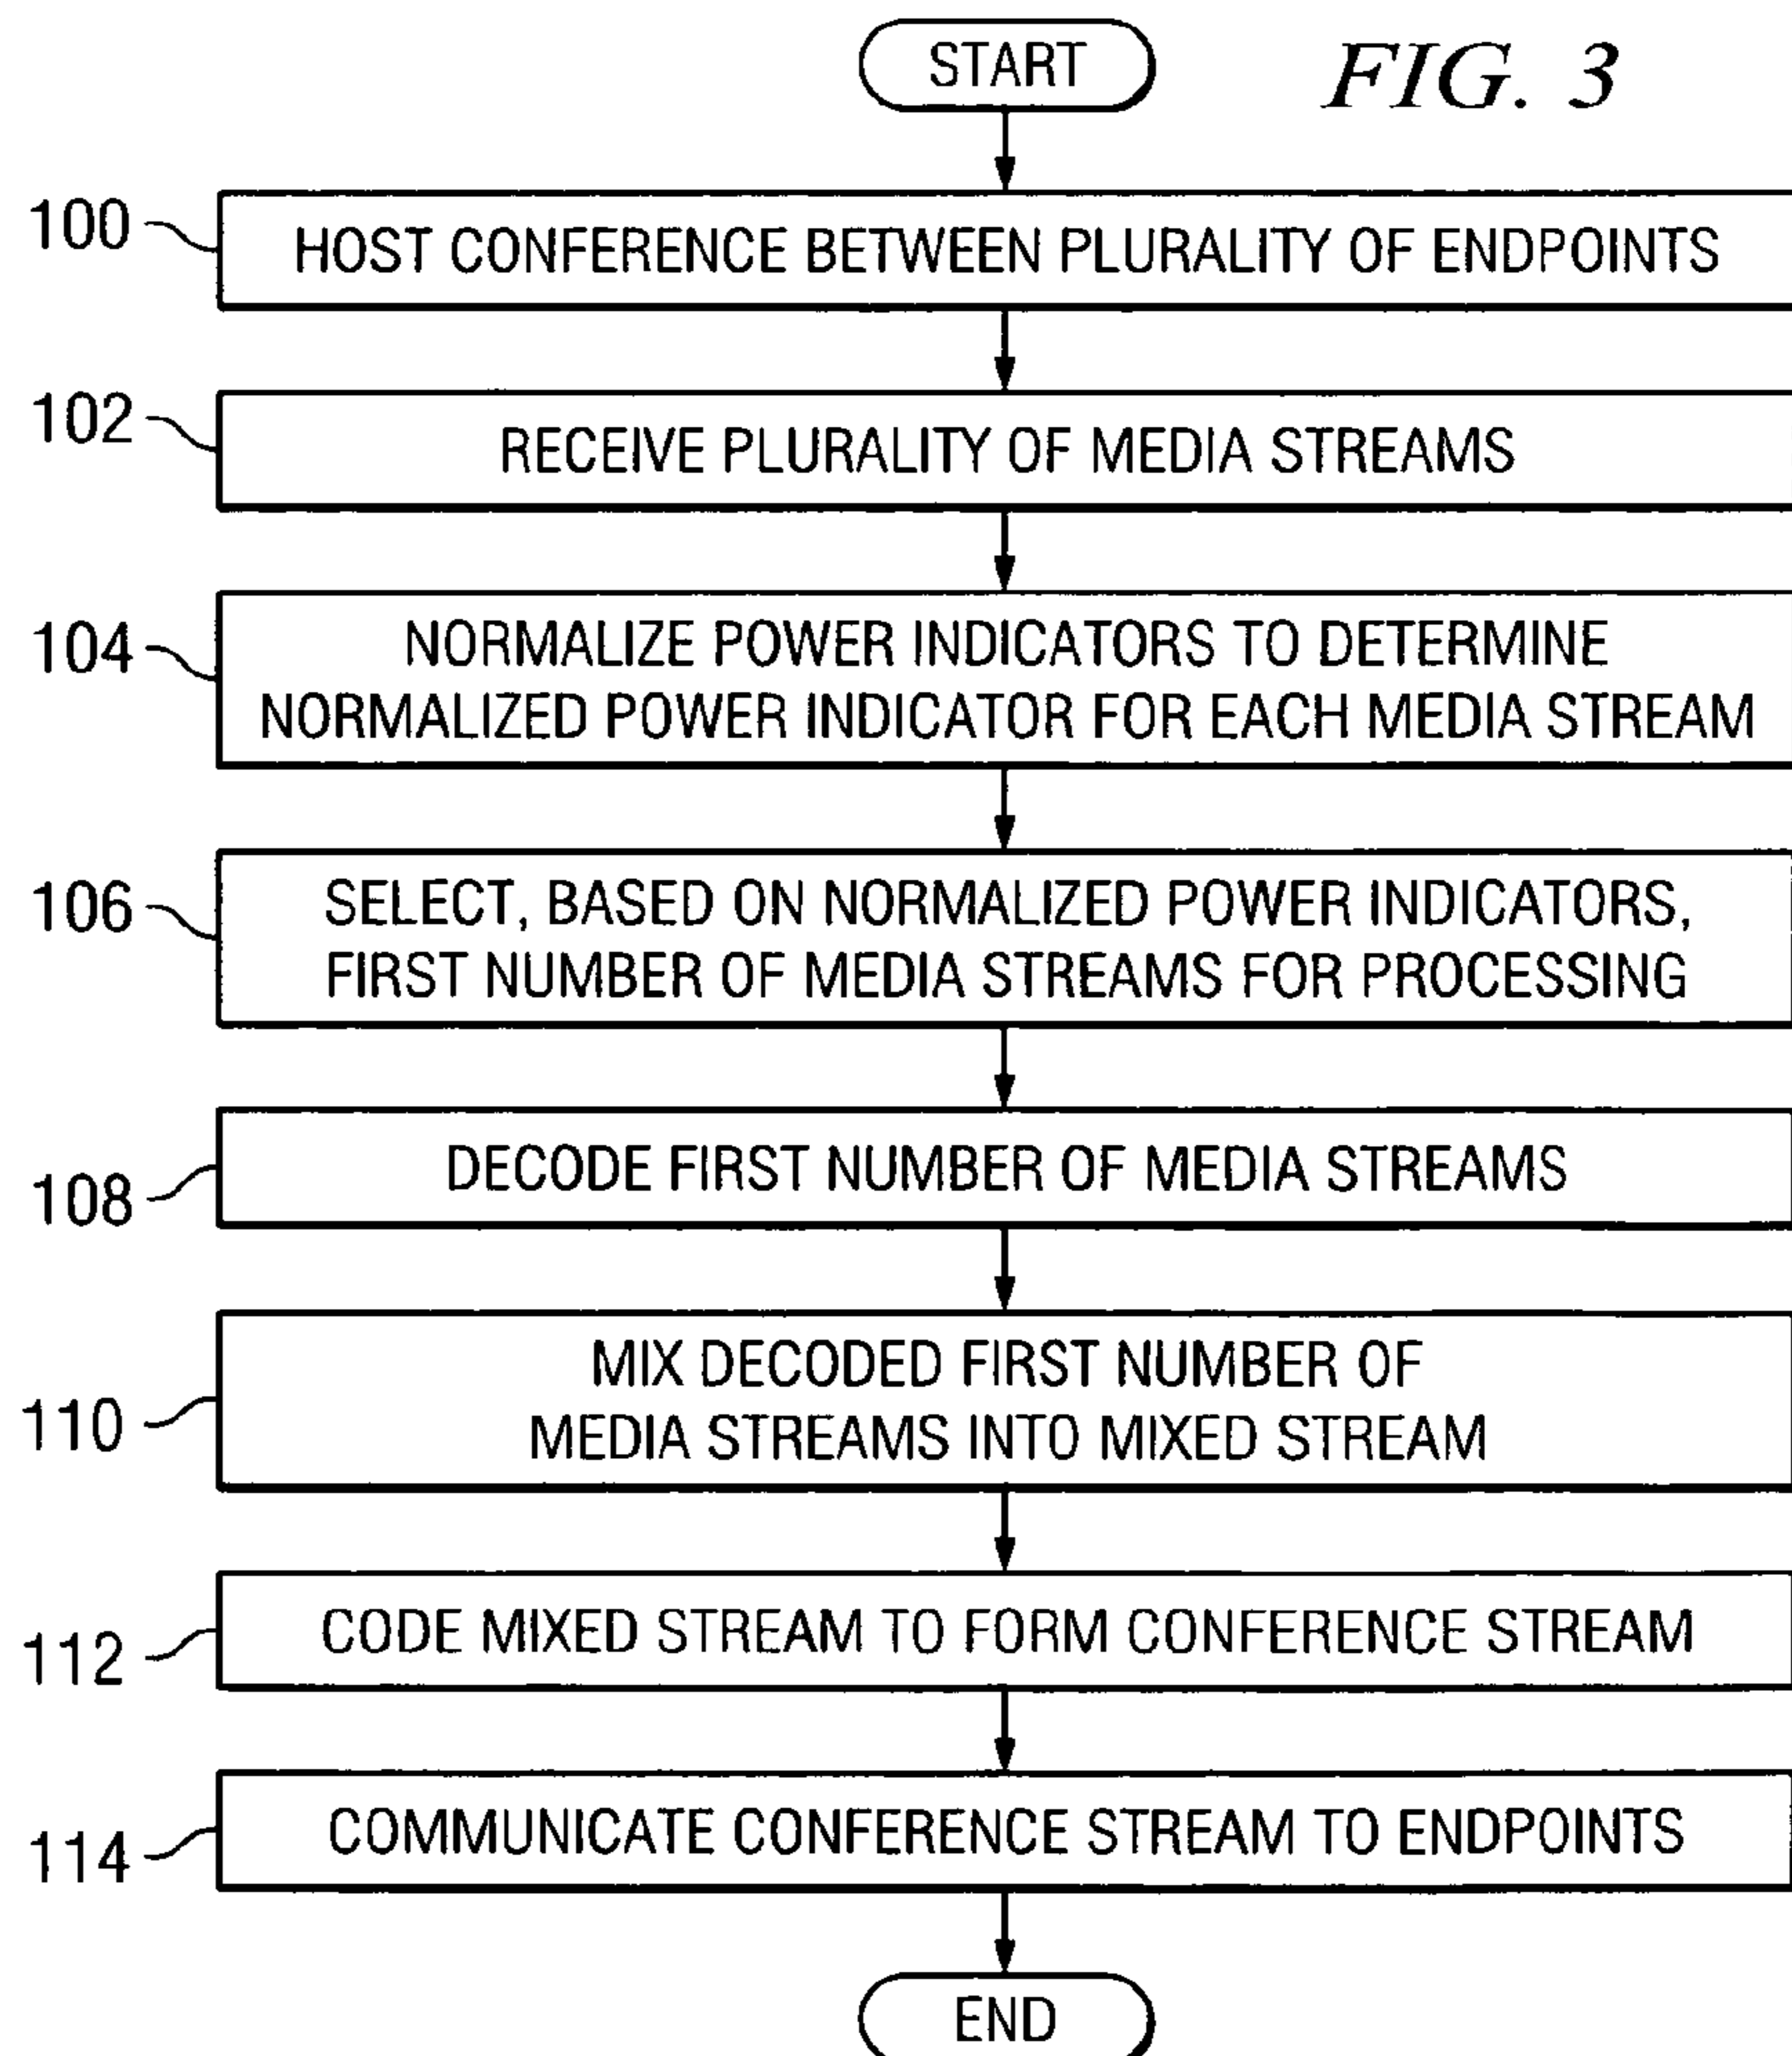 START
FIG. 3
100
HOST CONFERENCE BETWEEN PLURALITY OF ENDPOINTS
102
RECEIVE PLURALITY OF MEDIA STREAMS
104
NORMALIZE POWER INDICATORS TO DETERMINE
NORMALIZED POWER INDICATOR FOR EACH MEDIA STREAM
106
SELECT, BASED ON NORMALIZED POWER INDICATORS,
FIRST NUMBER OF MEDIA STREAMS FOR PROCESSING
108
DECODE FIRST NUMBER OF MEDIA STREAMS
110
MIX DECODED FIRST NUMBER OF
MEDIA STREAMS INTO MIXED STREAM
112
CODE MIXED STREAM TO FORM CONFERENCE STREAM
114
COMMUNICATE CONFERENCE STREAM TO ENDPOINTS
END